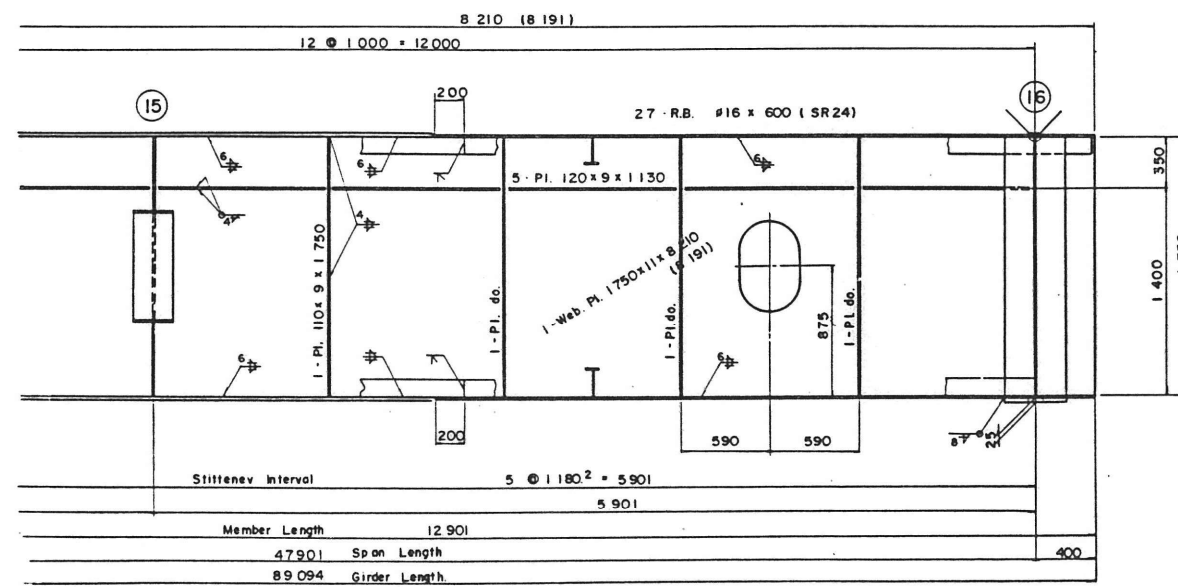 8 210 (8 191)
12 @ 1 000 = 12 000
200
15
27 - R.B. ø16 x 600 ( SR24)
16
6
6
6
5 - Pl. 120 x 9 x 1 130
350
4
4
1 - Pl. 110 x 9 x 1 750
1 - Pl. do.
1 - Web. Pl. 1 750 x 11 x 8 210
(8 191)
1 - Pl. do.
875
1 - Pl. do.
1 400
6
6
200
590
590
8
25
Stittenev Interval 5 @ 1 180.² = 5 901
5 901
Member Length 12 901
47901 Span Length
400
89 094 Girder Length.